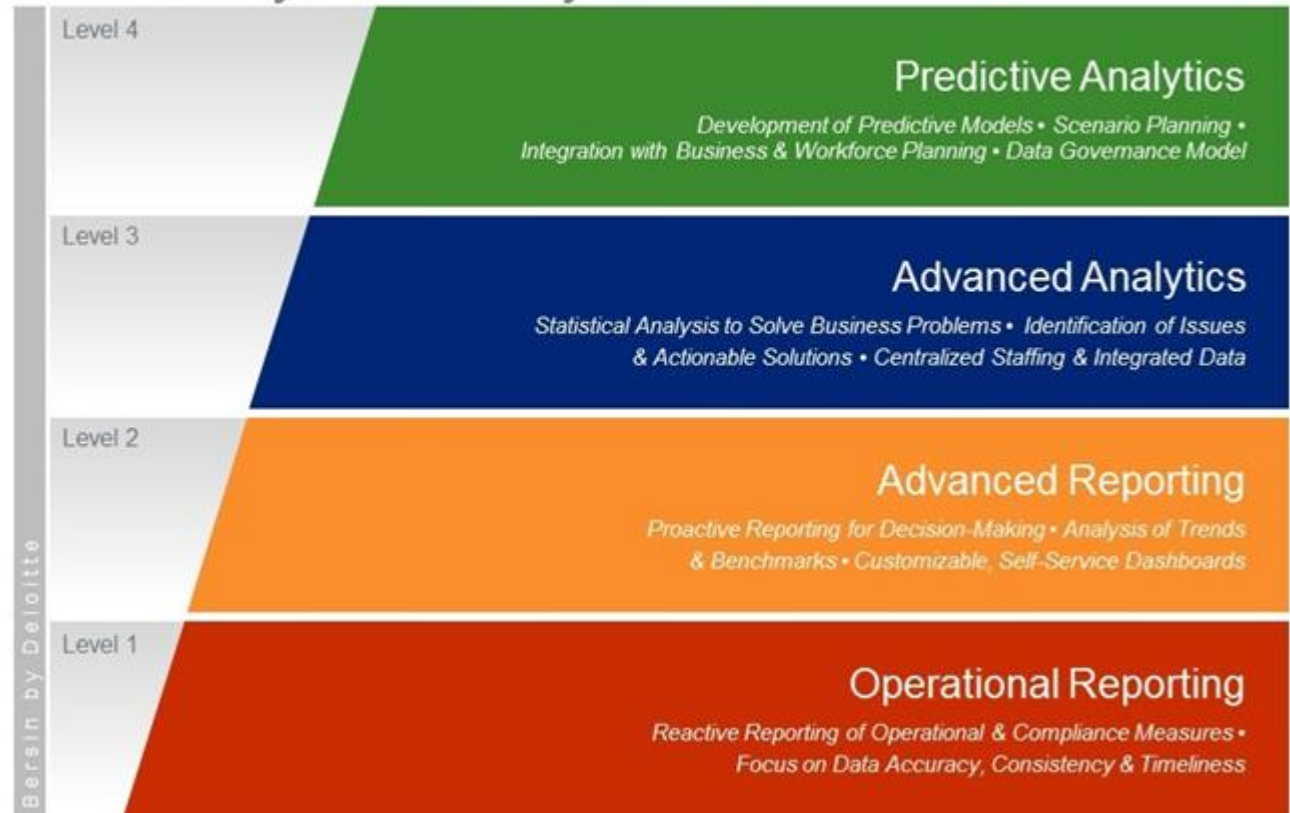 Level 4
Predictive Analytics
Development of Predictive Models • Scenario Planning •
Integration with Business & Workforce Planning • Data Governance Model
Level 3
Advanced Analytics
Statistical Analysis to Solve Business Problems • Identification of Issues
& Actionable Solutions • Centralized Staffing & Integrated Data
Level 2
Advanced Reporting
Proactive Reporting for Decision-Making • Analysis of Trends
& Benchmarks • Customizable, Self-Service Dashboards
Level 1
Operational Reporting
Reactive Reporting of Operational & Compliance Measures •
Focus on Data Accuracy, Consistency & Timeliness
Bersin by Deloitte